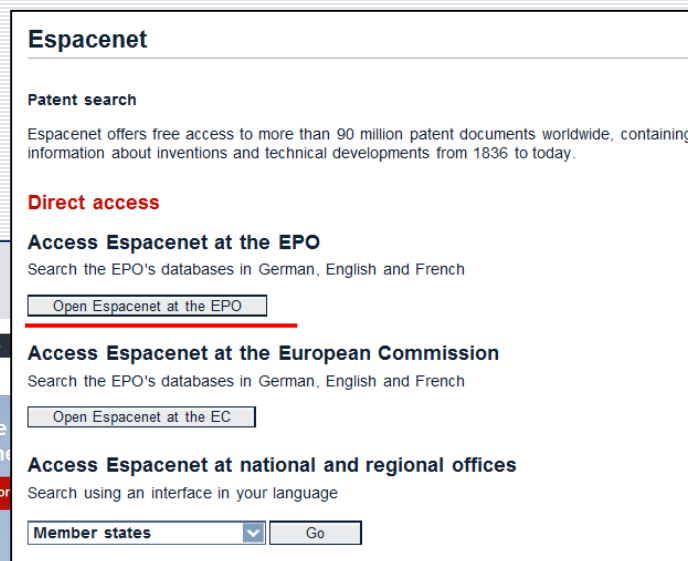 Espacenet
Patent search
Espacenet offers free access to more than 90 million patent documents worldwide, containing
information about inventions and technical developments from 1836 to today.
Direct access
Access Espacenet at the EPO
Search the EPO's databases in German, English and French
Open Espacenet at the EPO
Access Espacenet at the European Commission
Search the EPO's databases in German, English and French
Open Espacenet at the EC
Access Espacenet at national and regional offices
Search using an interface in your language
Member states Go